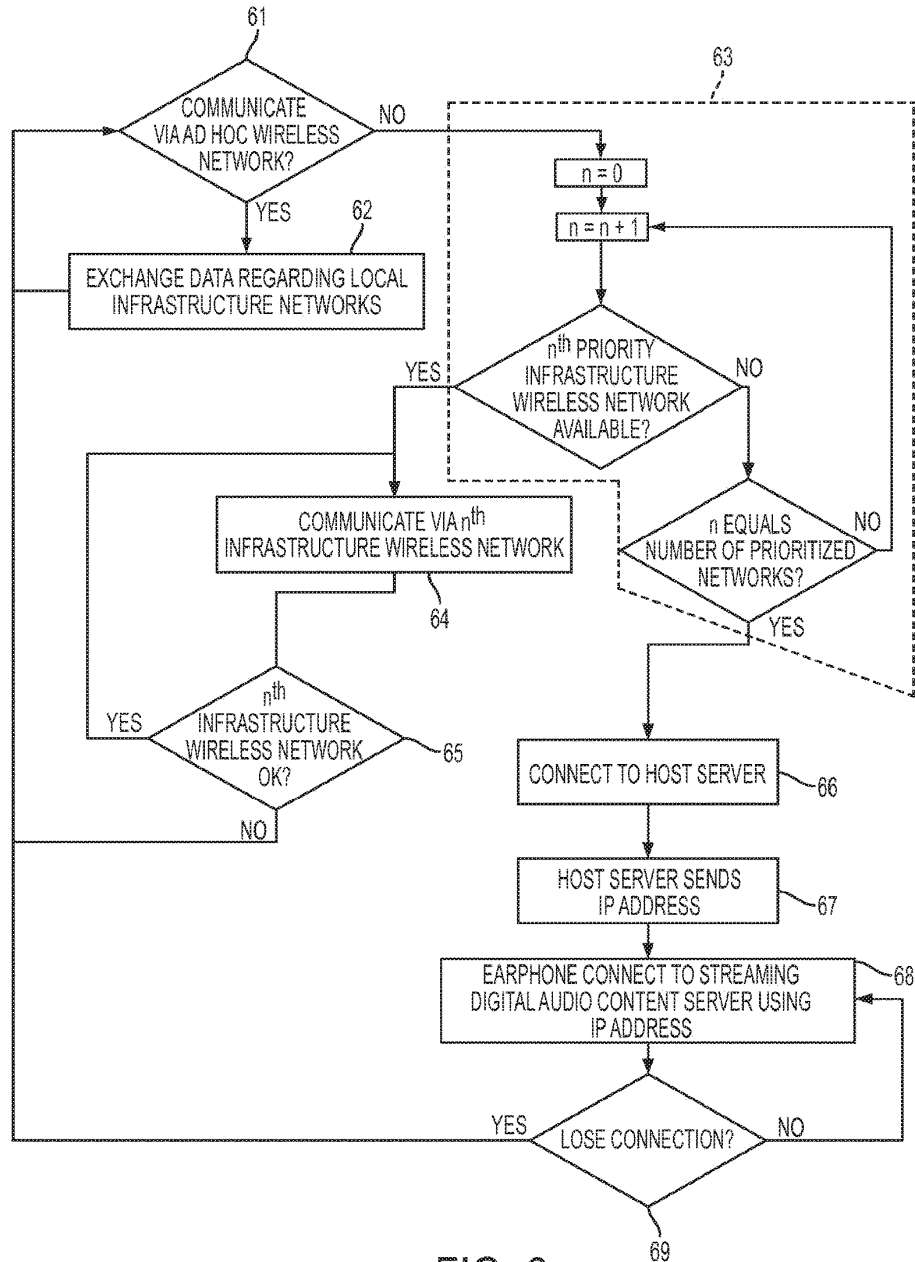 61
COMMUNICATE
VIA AD HOC WIRELESS
NETWORK?
NO
YES
62
EXCHANGE DATA REGARDING LOCAL
INFRASTRUCTURE NETWORKS
63
n = 0
n = n + 1
nth PRIORITY
INFRASTRUCTURE
WIRELESS NETWORK
AVAILABLE?
YES
NO
n EQUALS
NUMBER OF PRIORITIZED
NETWORKS?
NO
YES
COMMUNICATE VIA nth
INFRASTRUCTURE WIRELESS NETWORK
64
nth
INFRASTRUCTURE
WIRELESS NETWORK
OK?
YES
65
NO
CONNECT TO HOST SERVER
66
HOST SERVER SENDS
IP ADDRESS
67
EARPHONE CONNECT TO STREAMING
DIGITAL AUDIO CONTENT SERVER USING
IP ADDRESS
68
LOSE CONNECTION?
YES
NO
69